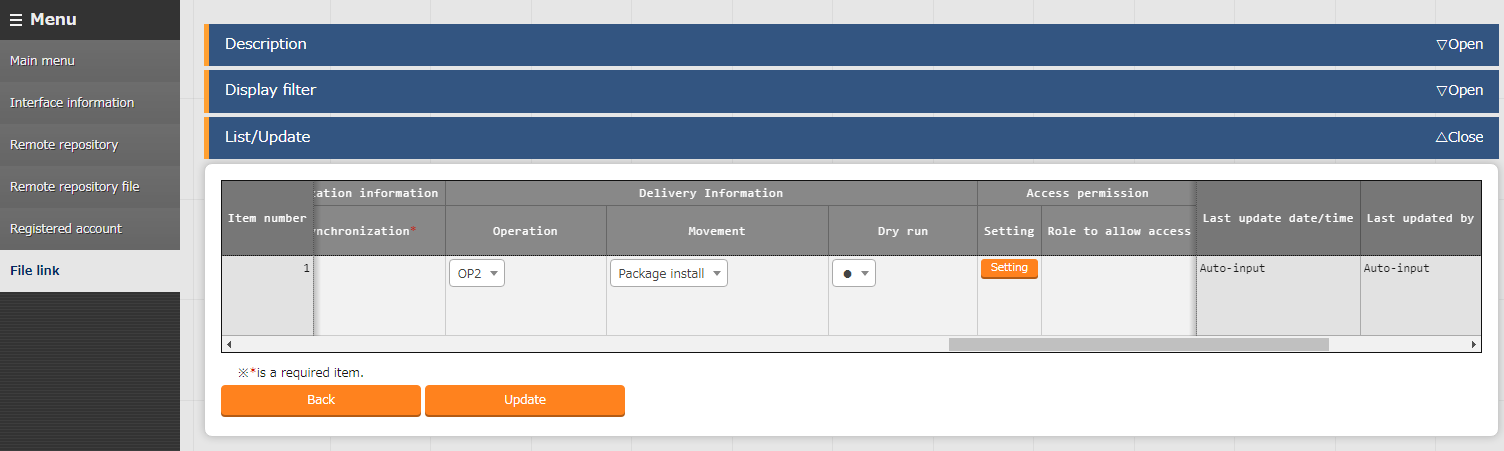 ☰ Menu
Main menu
Interface information
Remote repository
Remote repository file
Registered account
File link
Description ▽Open
Display filter ▽Open
List/Update △Close
Item number
information Delivery Information Access permission
Operation Movement Dry run Setting Role to allow access Last update date/time Last updated by
1 OP2 Package install ● Setting Auto-input Auto-input
※*is a required item.
Back Update